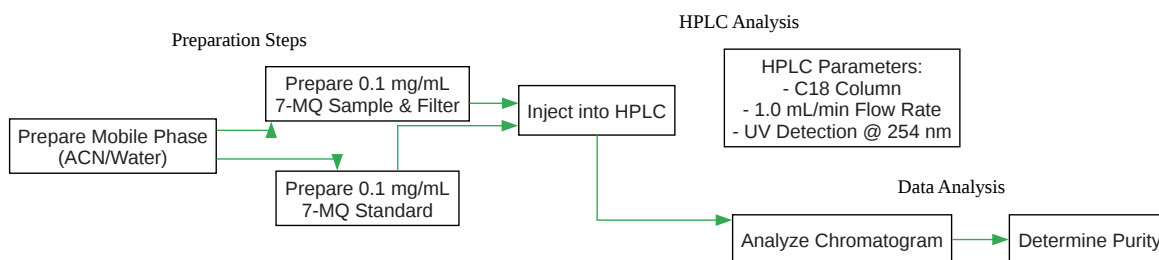 HPLC Analysis
Preparation Steps
Prepare 0.1 mg/mL
7-MQ Sample & Filter
Prepare Mobile Phase
(ACN/Water)
Prepare 0.1 mg/mL
7-MQ Standard
Inject into HPLC
HPLC Parameters:
- C18 Column
- 1.0 mL/min Flow Rate
- UV Detection @ 254 nm
Data Analysis
Analyze Chromatogram
Determine Purity